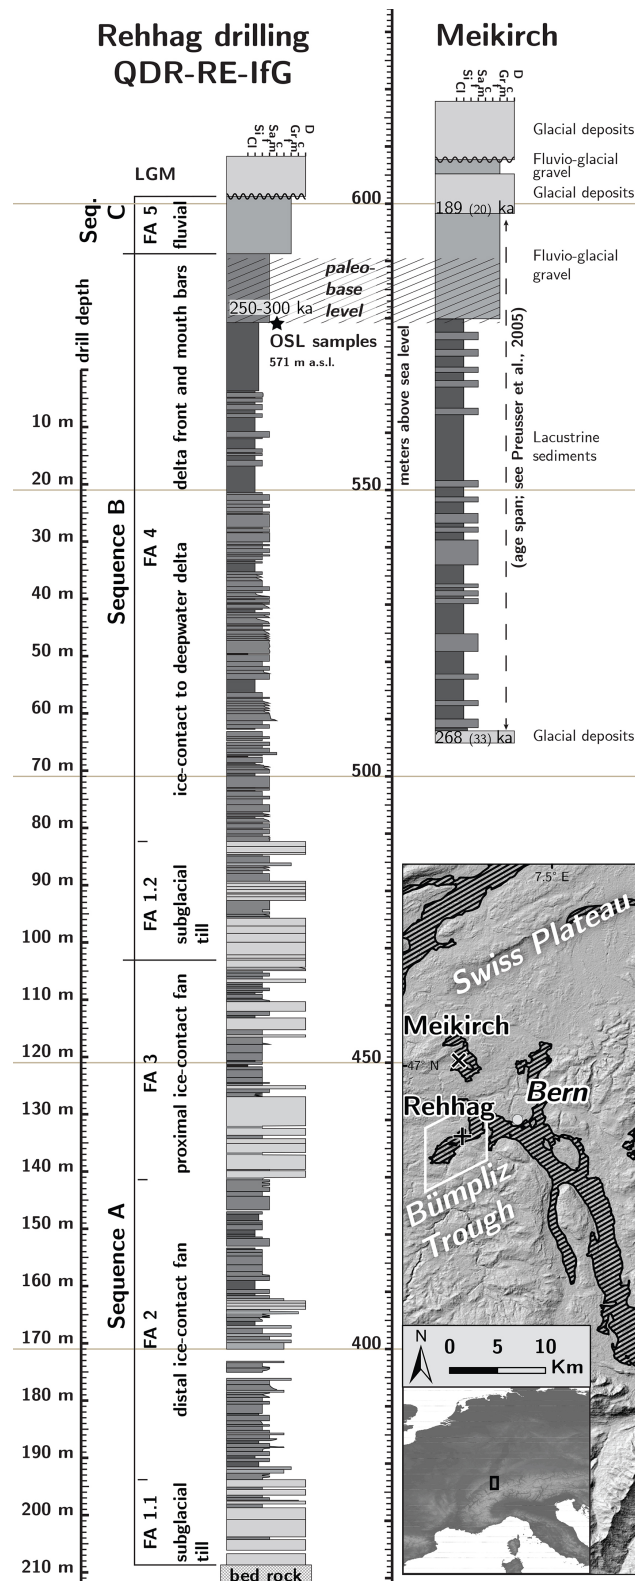 Rehhag drilling
QDR-RE-IfG
Meikirch
Cl
Si
Sa
f
m
c
Gr
f
m
c
D
LGM
Seq.
C
FA 5
fluvial
drill depth
10 m
20 m
30 m
40 m
50 m
60 m
70 m
80 m
90 m
100 m
110 m
120 m
130 m
140 m
150 m
160 m
170 m
180 m
190 m
200 m
210 m
Sequence B
FA 4
delta front and mouth bars
ice-contact to deepwater delta
FA 1.2
subglacial
till
Sequence A
FA 3
proximal ice-contact fan
FA 2
distal ice-contact fan
FA 1.1
subglacial
till
bed rock
paleo-
base
level
250-300 ka
OSL samples
571 m a.s.l.
600
550
500
450
400
meters above sea level
Cl
Si
Sa
f
m
c
Gr
f
m
c
D
Glacial deposits
Fluvio-glacial
gravel
Glacial deposits
189 (20) ka
Fluvio-glacial
gravel
(age span; see Preusser et al., 2005)
Lacustrine
sediments
268 (33) ka
Glacial deposits
7.5° E
Swiss Plateau
Meikirch
47° N
Bern
Rehhag
Bümpliz
Trough
N
0 5 10
Km